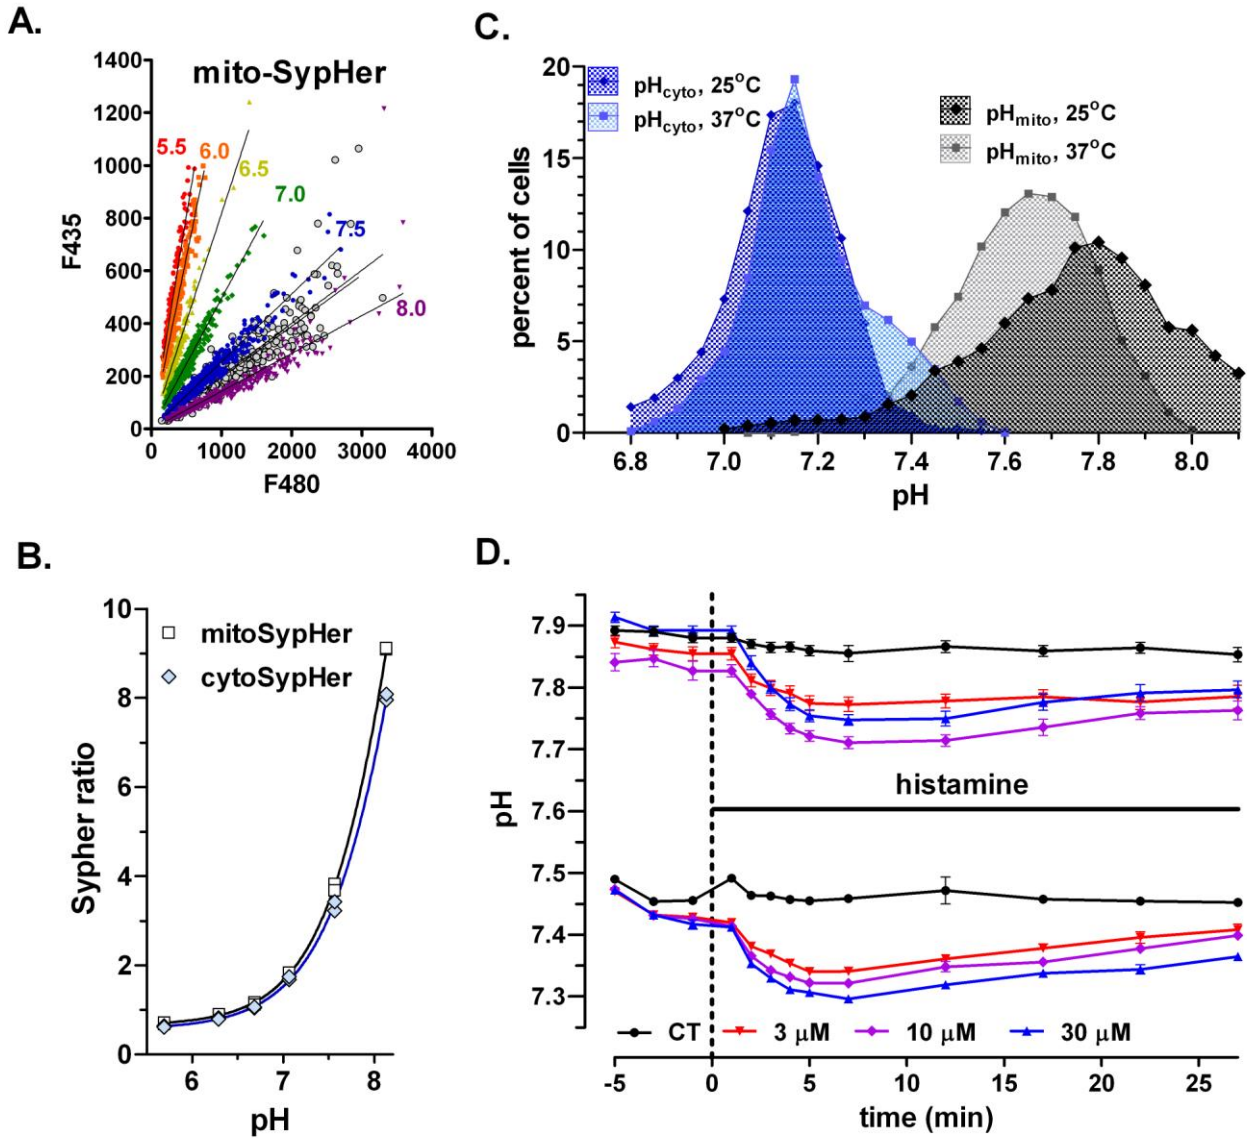 A.
mito-SypHer
1400
1200
1000
800
600
400
200
0
F435
5.5
6.0
6.5
7.0
7.5
8.0
0 1000 2000 3000 4000
F480
C.
20
15
10
5
0
percent of cells
pHcyto, 25oC
pHcyto, 37oC
pHmito, 25oC
pHmito, 37oC
6.8 7.0 7.2 7.4 7.6 7.8 8.0
pH
B.
10
8
6
4
2
0
Sypher ratio
mitoSypHer
cytoSypHer
6 7 8
pH
D.
7.9
7.8
7.7
7.6
7.5
7.4
7.3
pH
histamine
CT 3 μM 10 μM 30 μM
-5 0 5 10 15 20 25
time (min)